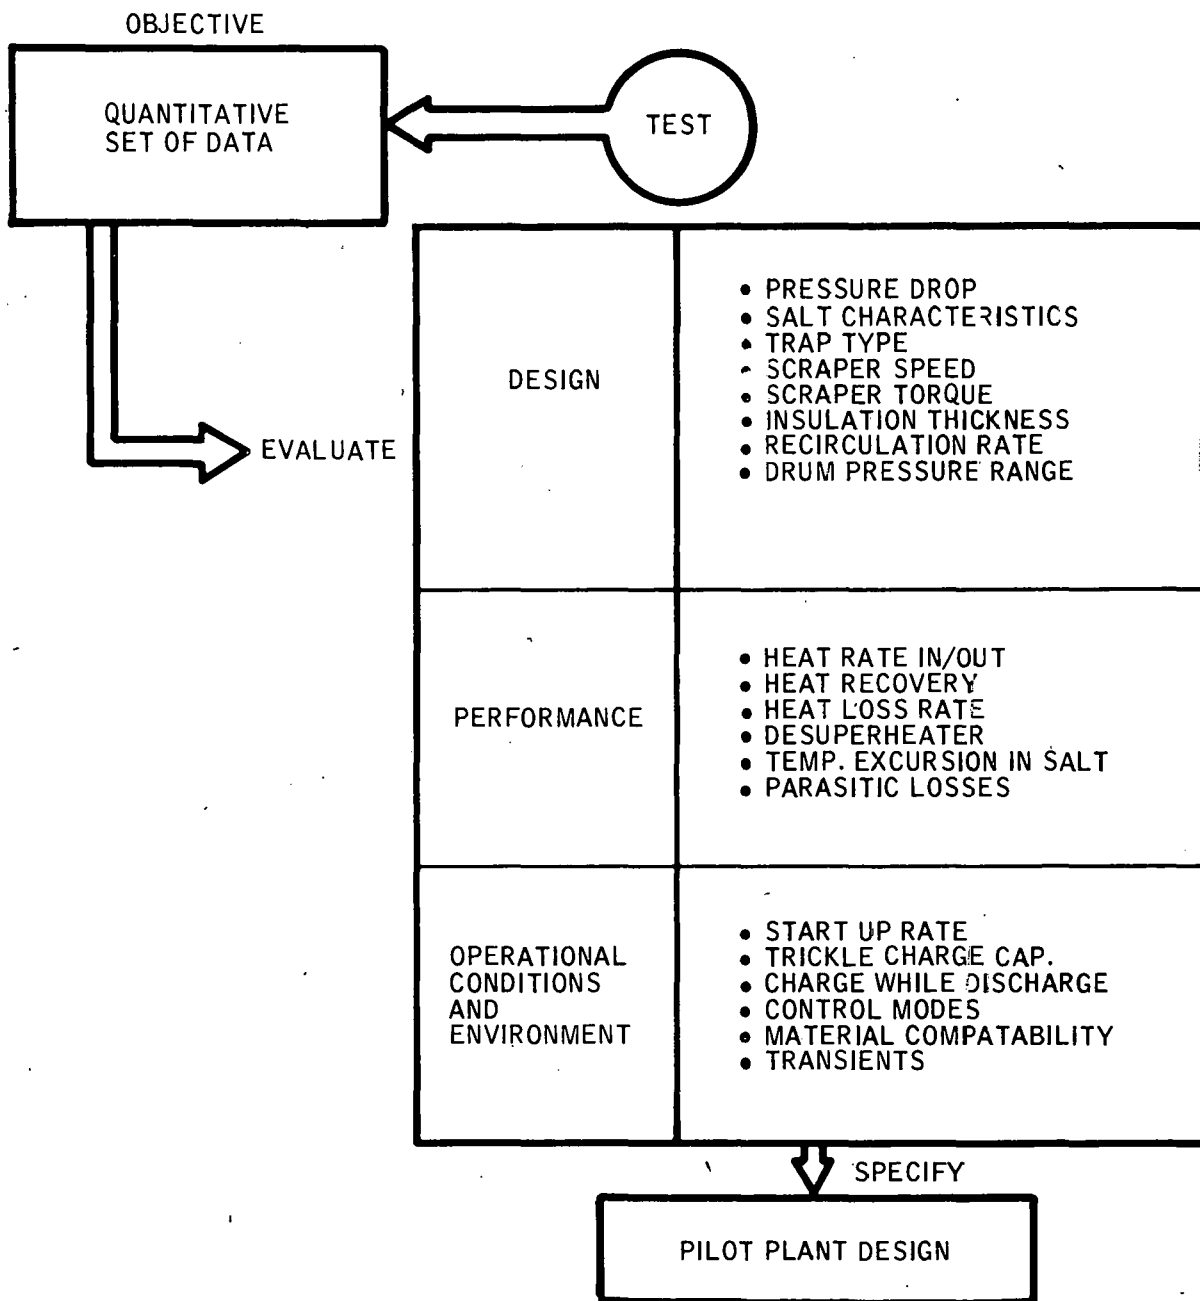 OBJECTIVE
QUANTITATIVE
SET OF DATA
TEST
EVALUATE
DESIGN
• PRESSURE DROP
• SALT CHARACTERISTICS
• TRAP TYPE
• SCRAPER SPEED
• SCRAPER TORQUE
• INSULATION THICKNESS
• RECIRCULATION RATE
• DRUM PRESSURE RANGE
PERFORMANCE
• HEAT RATE IN/OUT
• HEAT RECOVERY
• HEAT LOSS RATE
• DESUPERHEATER
• TEMP. EXCURSION IN SALT
• PARASITIC LOSSES
OPERATIONAL
CONDITIONS
AND
ENVIRONMENT
• START UP RATE
• TRICKLE CHARGE CAP.
• CHARGE WHILE DISCHARGE
• CONTROL MODES
• MATERIAL COMPATABILITY
• TRANSIENTS
SPECIFY
PILOT PLANT DESIGN